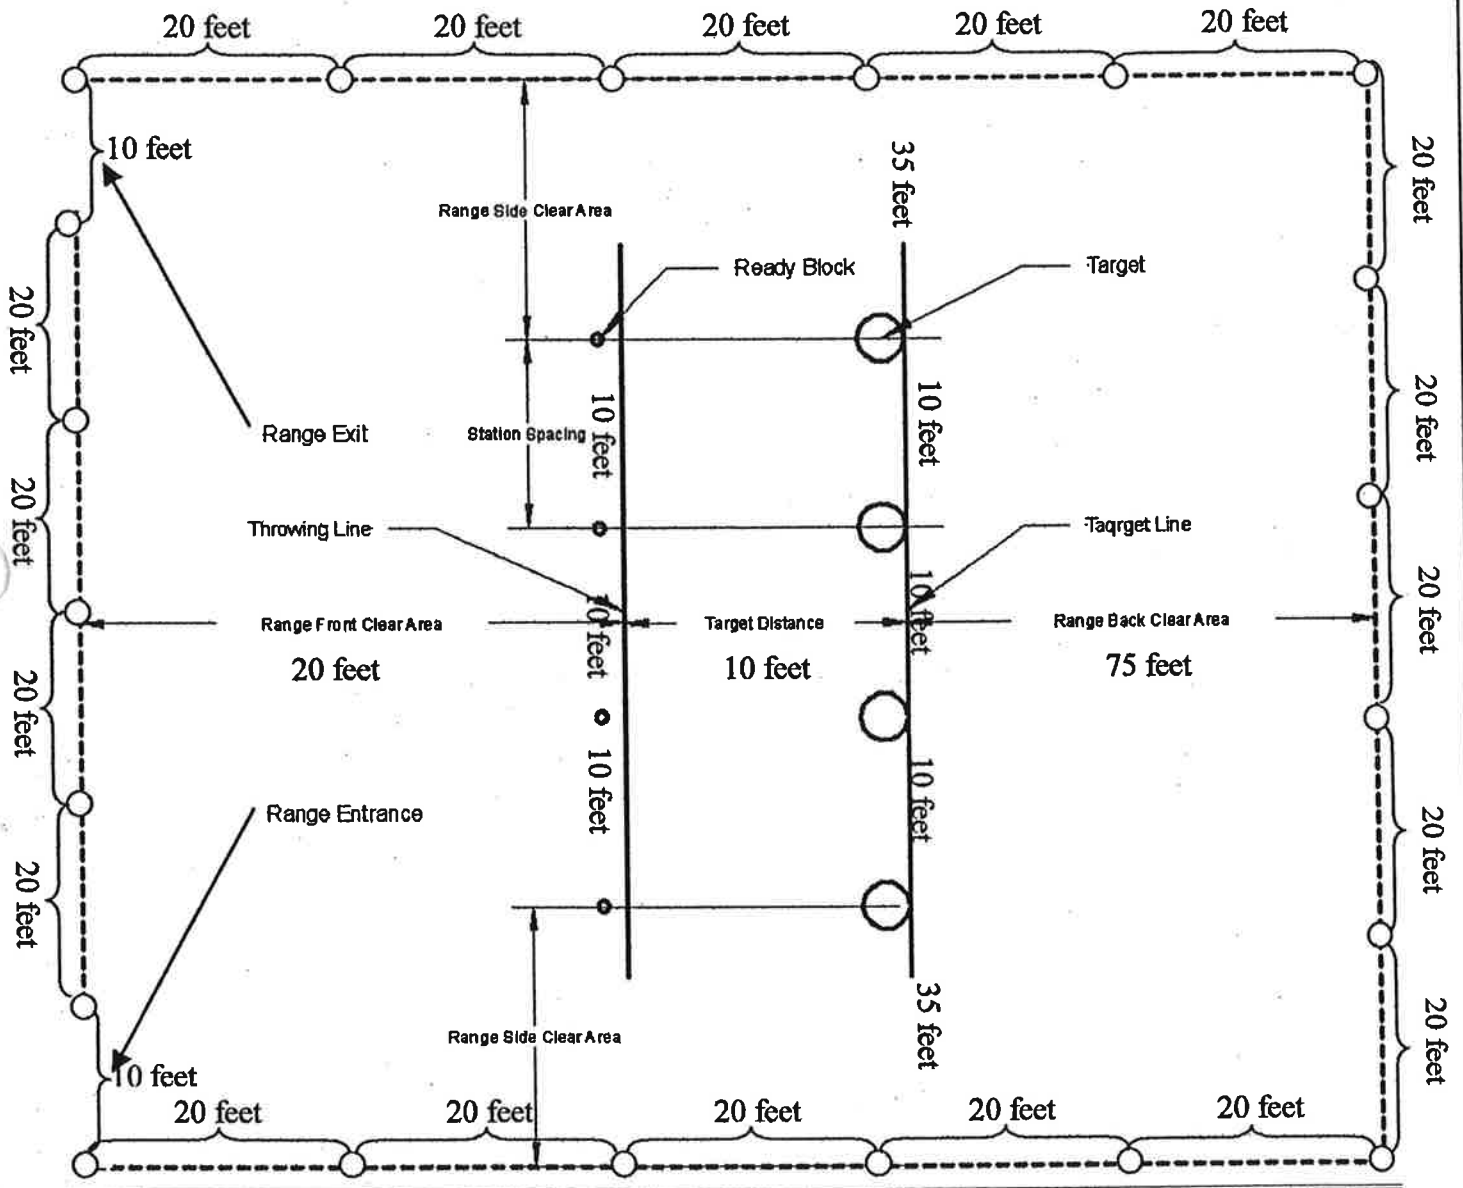 20 feet
20 feet
20 feet
20 feet
20 feet
10 feet
35 feet
20 feet
Range Side Clear Area
Ready Block
Target
20 feet
10 feet
10 feet
20 feet
Range Exit
Station Spacing
20 feet
Throwing Line
Taqrget Line
10 feet
10 feet
20 feet
Range Front Clear Area
Target Distance
Range Back Clear Area
20 feet
10 feet
75 feet
20 feet
10 feet
10 feet
Range Entrance
20 feet
20 feet
35 feet
Range Side Clear Area
20 feet
10 feet
20 feet
20 feet
20 feet
20 feet
20 feet